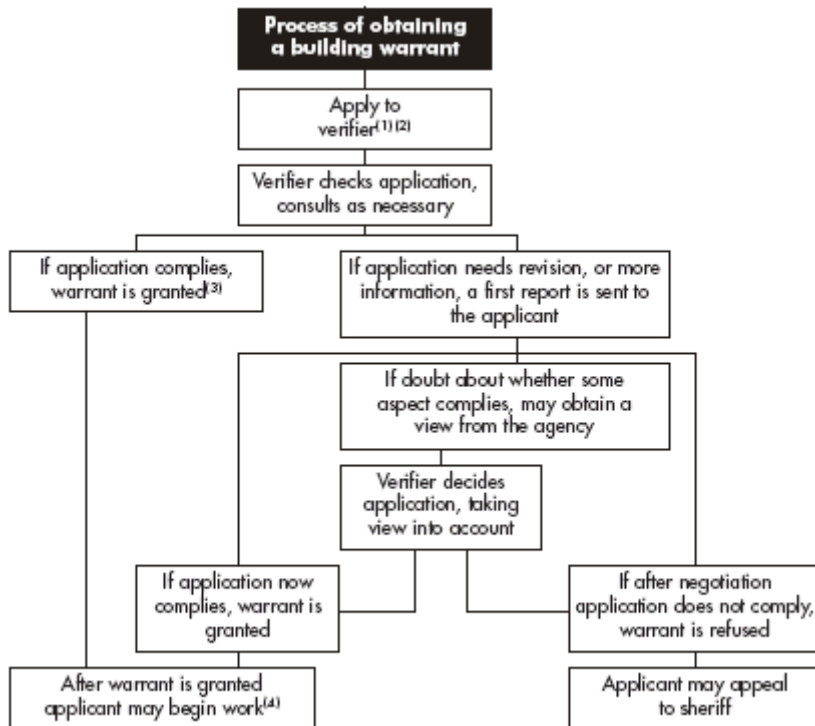 Process of obtaining
a building warrant
Apply to
verifier(1)(2)
Verifier checks application,
consults as necessary
If application complies,
warrant is granted(3)
If application needs revision, or more
information, a first report is sent to
the applicant
If doubt about whether some
aspect complies, may obtain a
view from the agency
Verifier decides
application, taking
view into account
If application now
complies, warrant is
granted
If after negotiation
application does not comply,
warrant is refused
After warrant is granted
applicant may begin work(4)
Applicant may appeal
to sheriff